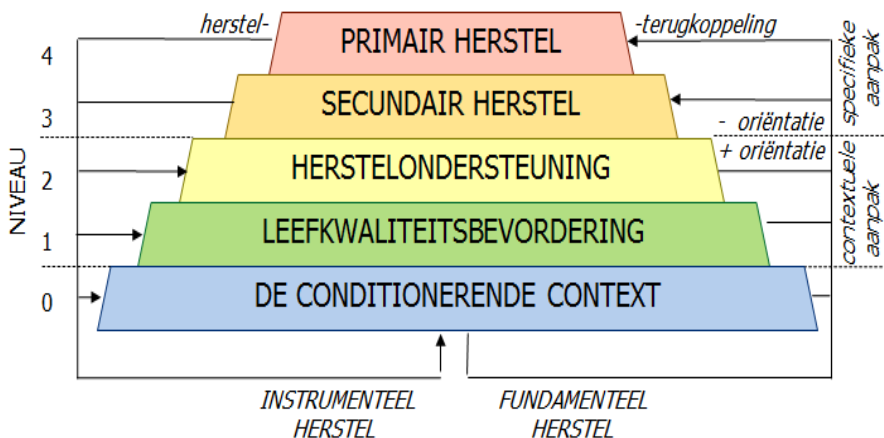 herstel-
-terugkoppeling
4
PRIMAIR HERSTEL
specifieke
aanpak
3
SECUNDAIR HERSTEL
- oriëntatie
+ oriëntatie
NIVEAU
2
HERSTELONDERSTEUNING
contextuele
aanpak
1
LEEFKWALITEITSBEVORDERING
0
DE CONDITIONERENDE CONTEXT
INSTRUMENTEEL
HERSTEL
FUNDAMENTEEL
HERSTEL